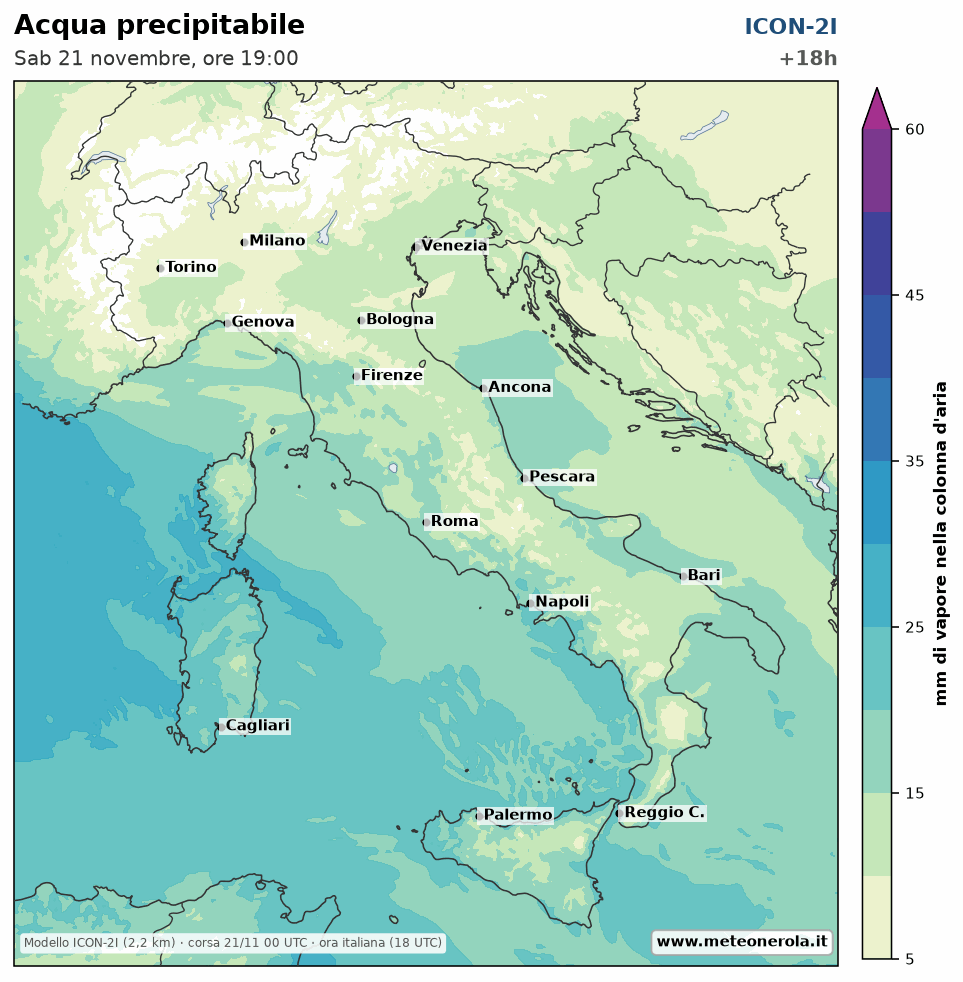 Acqua precipitabile
ICON-2I
Sab 21 novembre, ore 19:00
+18h
60
45
35
25
15
5
mm di vapore nella colonna d'aria
Milano
Venezia
Torino
Genova
Bologna
Firenze
Ancona
Pescara
Roma
Bari
Napoli
Cagliari
Palermo
Reggio C.
Modello ICON-2I (2,2 km) · corsa 21/11 00 UTC · ora italiana (18 UTC)
www.meteonerola.it